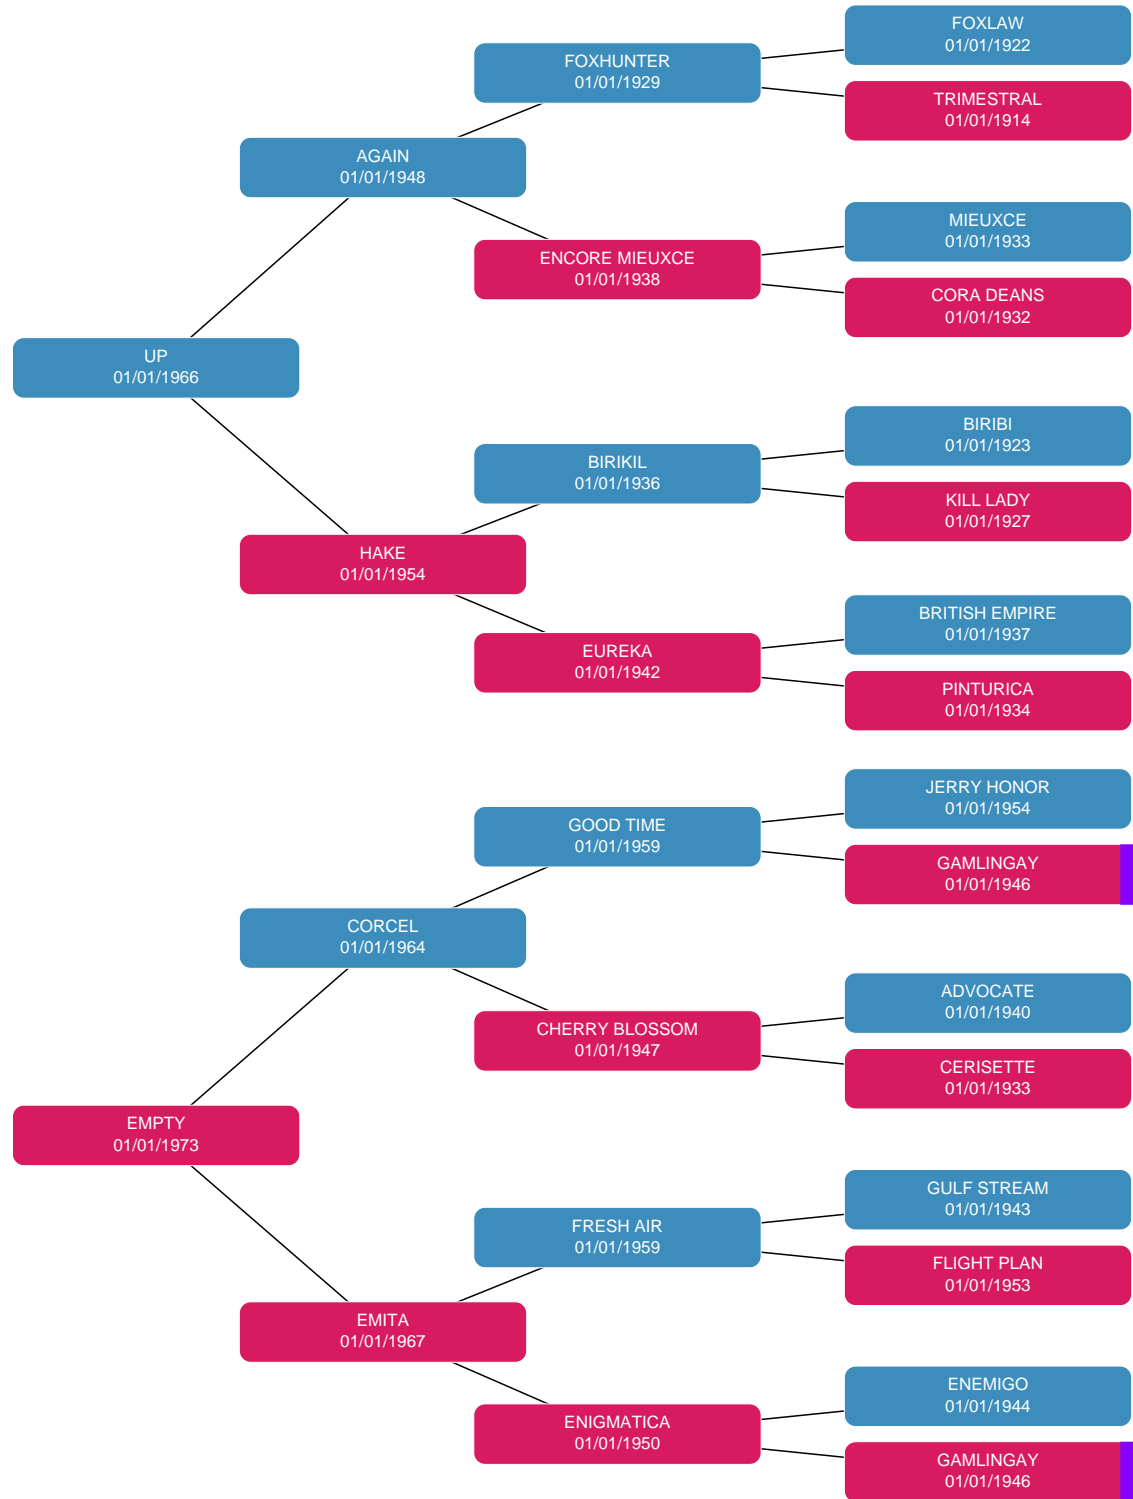 FOXLAW
01/01/1922
FOXHUNTER
01/01/1929
TRIMESTRAL
01/01/1914
AGAIN
01/01/1948
MIEUXCE
01/01/1933
ENCORE MIEUXCE
01/01/1938
CORA DEANS
01/01/1932
UP
01/01/1966
BIRIBI
01/01/1923
BIRIKIL
01/01/1936
KILL LADY
01/01/1927
HAKE
01/01/1954
BRITISH EMPIRE
01/01/1937
EUREKA
01/01/1942
PINTURICA
01/01/1934
JERRY HONOR
01/01/1954
GOOD TIME
01/01/1959
GAMLINGAY
01/01/1946
CORCEL
01/01/1964
ADVOCATE
01/01/1940
CHERRY BLOSSOM
01/01/1947
CERISETTE
01/01/1933
EMPTY
01/01/1973
GULF STREAM
01/01/1943
FRESH AIR
01/01/1959
FLIGHT PLAN
01/01/1953
EMITA
01/01/1967
ENEMIGO
01/01/1944
ENIGMATICA
01/01/1950
GAMLINGAY
01/01/1946